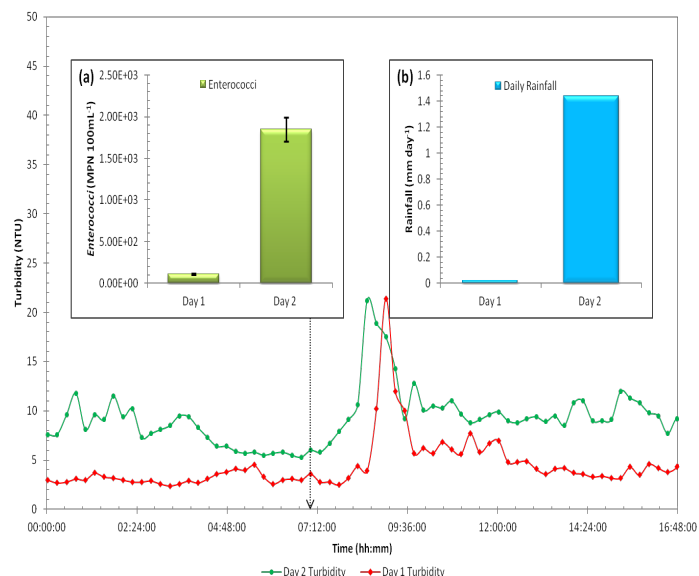 Turbidity (NTU)
50
45
40
35
30
25
20
15
10
5
0
(a)
Enterococci
Enterococci (MPN 100mL-1)
2.50E+03
2.00E+03
1.50E+03
1.00E+03
5.00E+02
0.00E+00
Day 1
Day 2
(b)
Daily Rainfall
Rainfall (mm day-1)
1.6
1.4
1.2
1
0.8
0.6
0.4
0.2
0
Day 1
Day 2
00:00:00
02:24:00
04:48:00
07:12:00
09:36:00
12:00:00
14:24:00
16:48:00
Time (hh:mm)
Day 2 Turbidity
Day 1 Turbidity